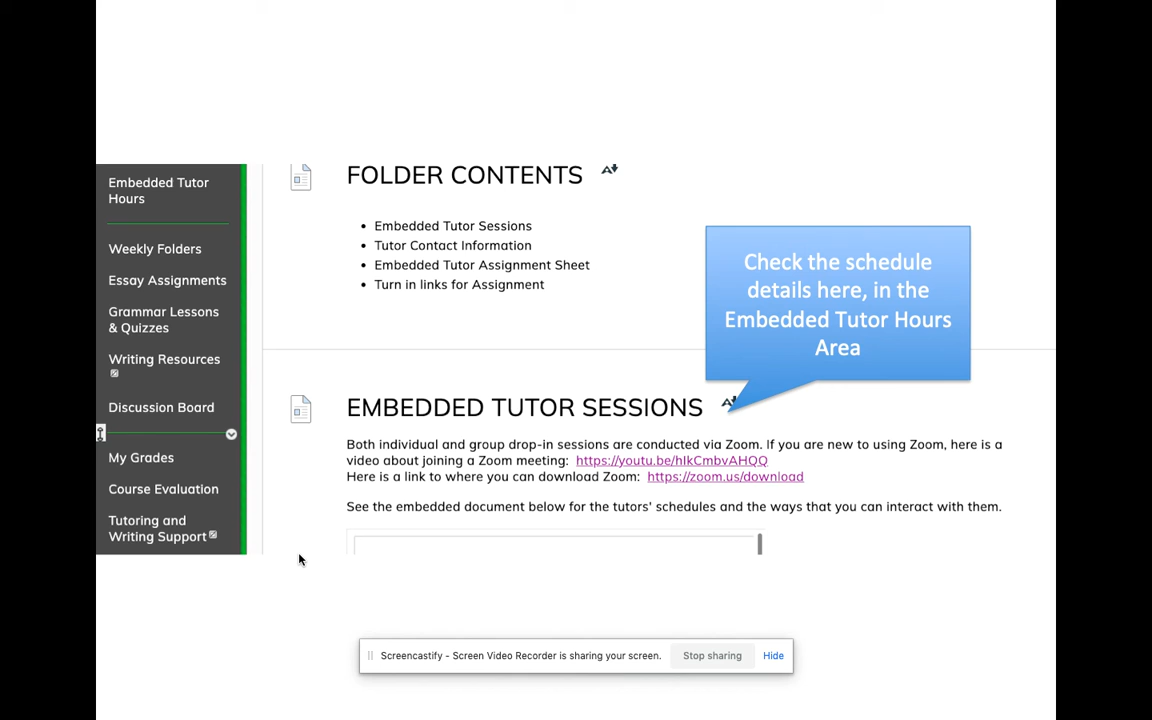 Embedded Tutor
Hours
Weekly Folders
Essay Assignments
Grammar Lessons
& Quizzes
Writing Resources
Discussion Board
My Grades
Course Evaluation
Tutoring and
Writing Support
FOLDER CONTENTS
• Embedded Tutor Sessions
• Tutor Contact Information
• Embedded Tutor Assignment Sheet
• Turn in links for Assignment
Check the schedule
details here, in the
Embedded Tutor Hours
Area
EMBEDDED TUTOR SESSIONS
Both individual and group drop-in sessions are conducted via Zoom. If you are new to using Zoom, here is a
video about joining a Zoom meeting: https://youtu.be/hIkCmbvAHQQ
Here is a link to where you can download Zoom: https://zoom.us/download
See the embedded document below for the tutors' schedules and the ways that you can interact with them.
Screencastify - Screen Video Recorder is sharing your screen. Stop sharing Hide